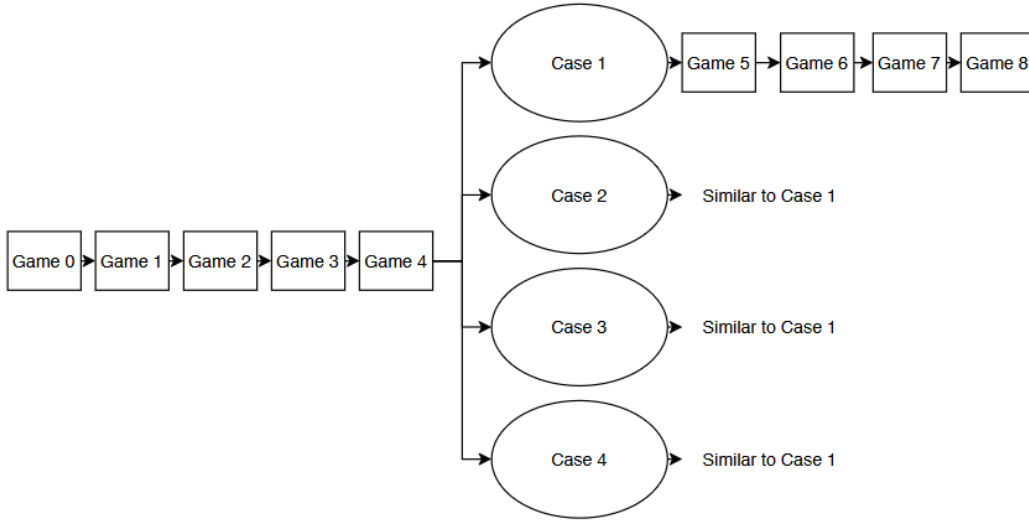 Case 1
Game 5
Game 6
Game 7
Game 8
Case 2
Similar to Case 1
Game 0
Game 1
Game 2
Game 3
Game 4
Case 3
Similar to Case 1
Case 4
Similar to Case 1